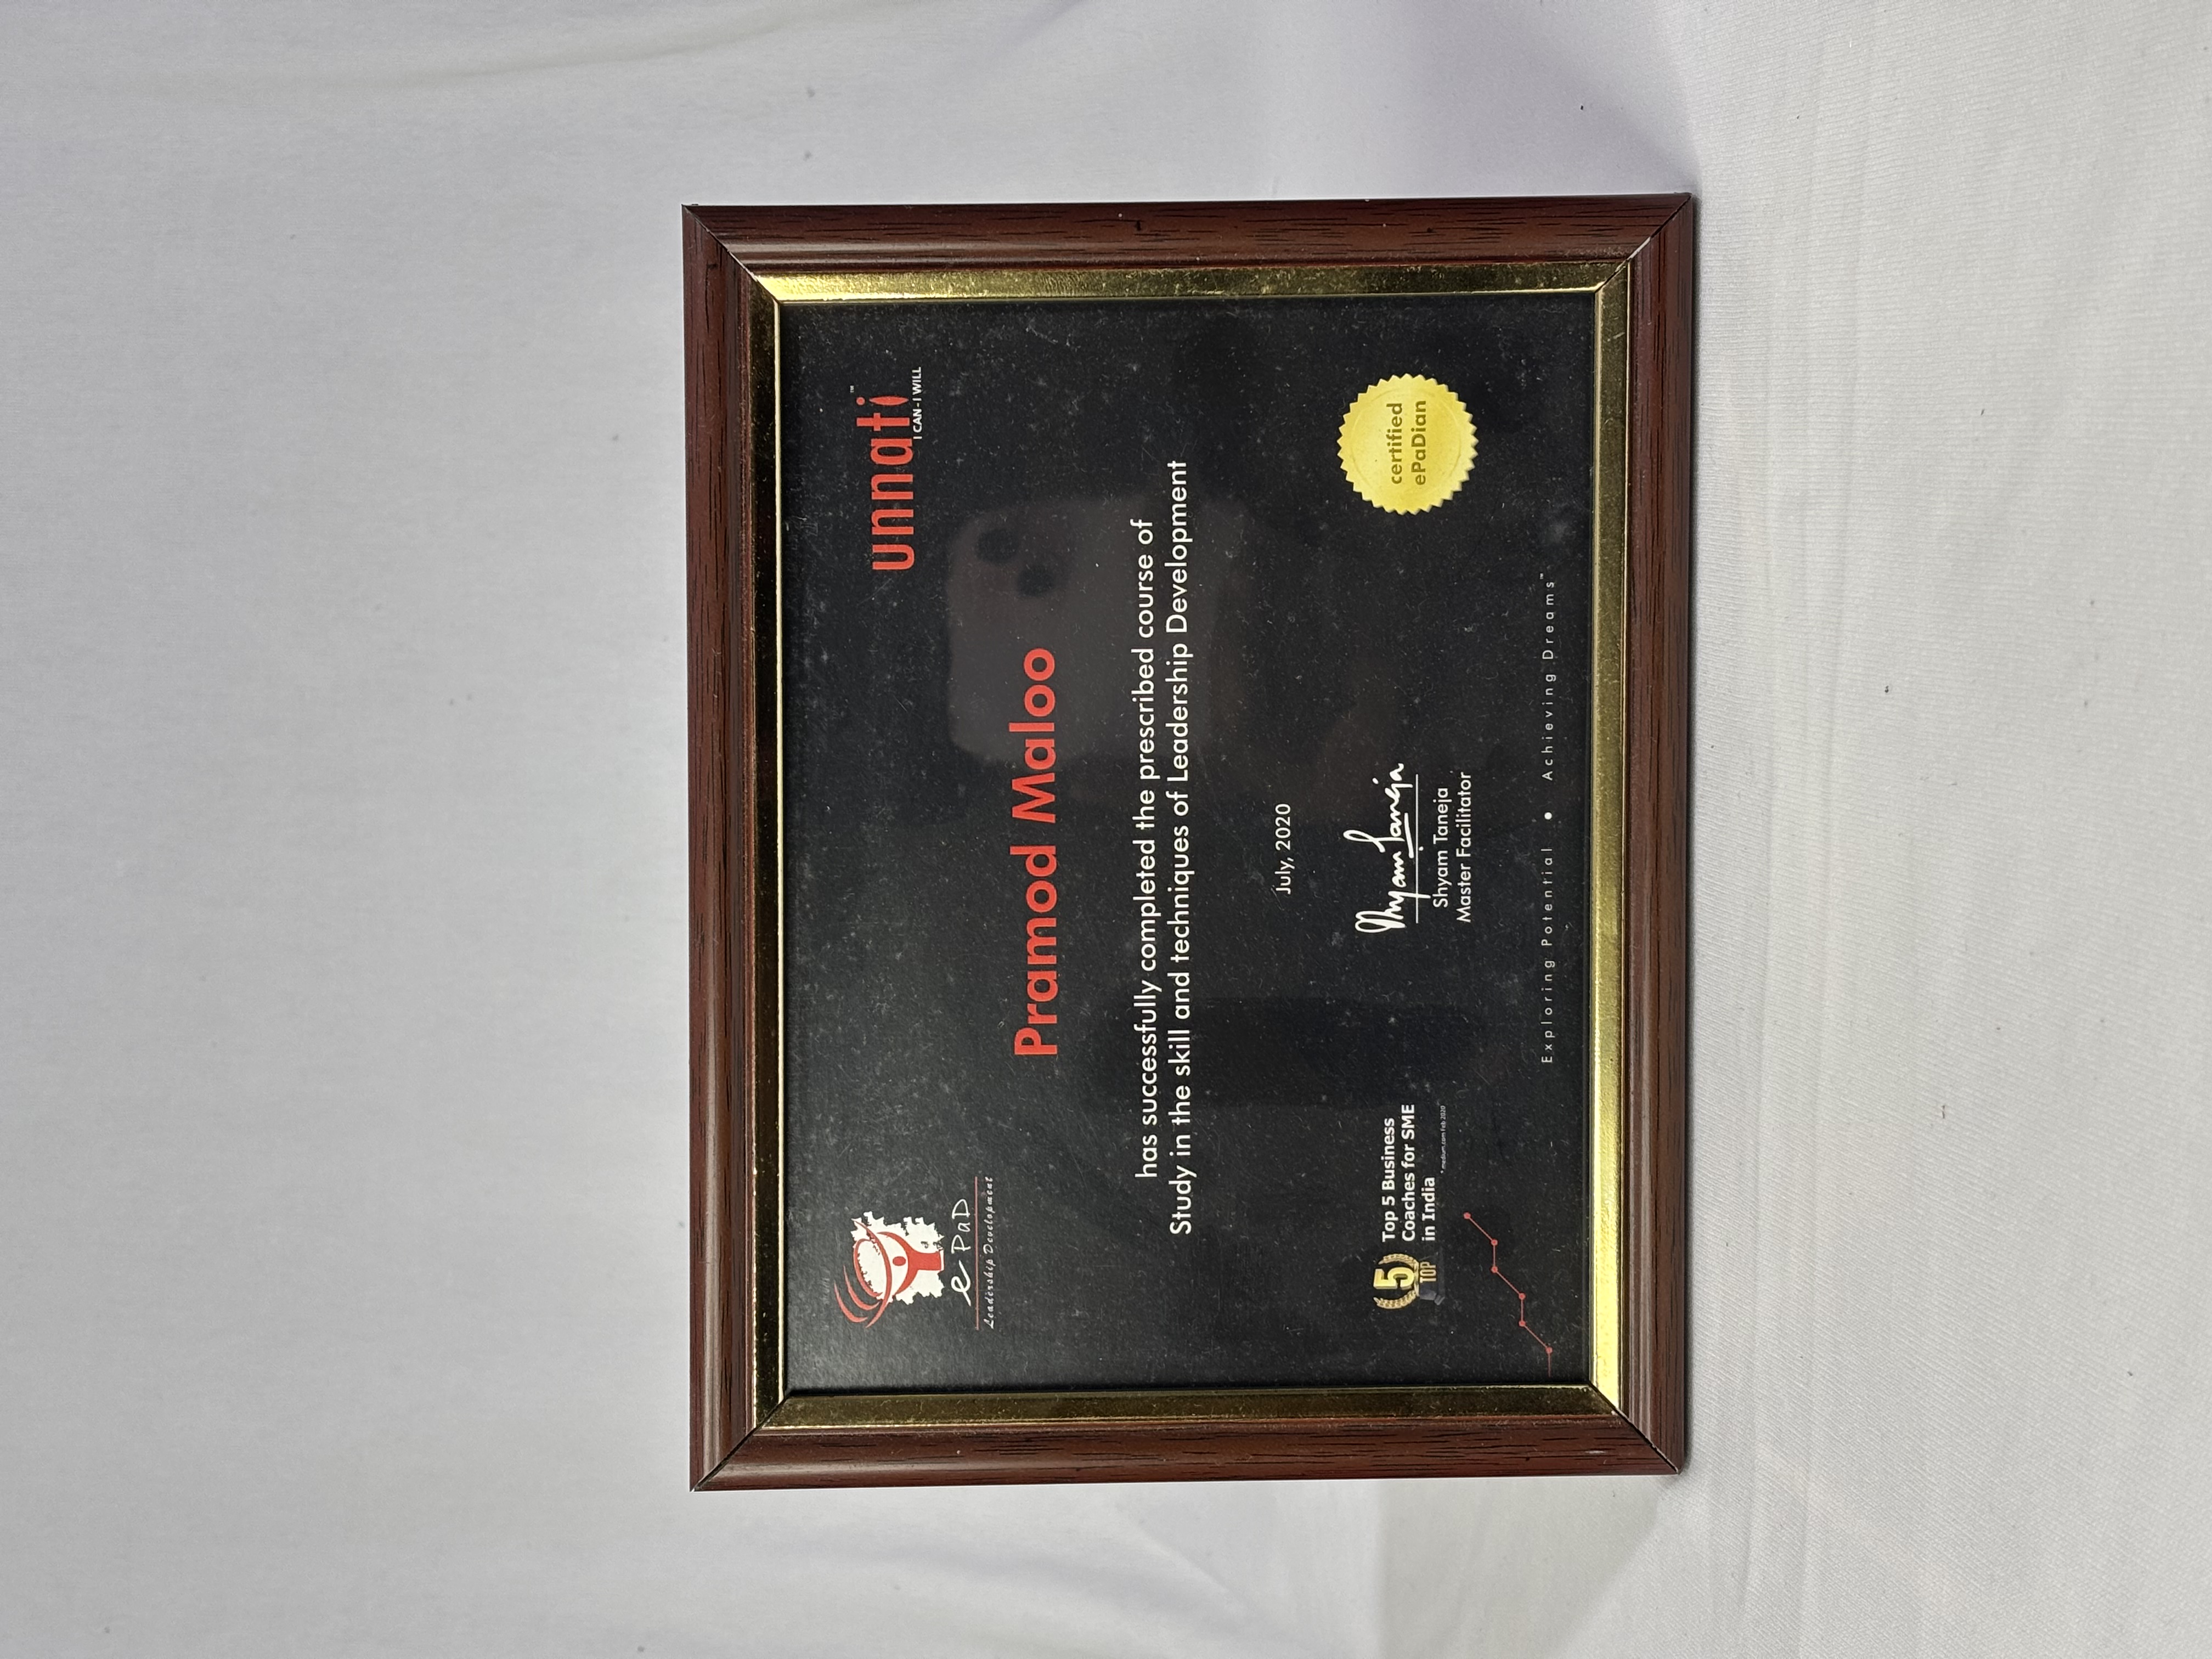 e PaD
Leadership Development
unnati™
I CAN-I WILL
Pramod Maloo
has successfully completed the prescribed course of
Study in the skill and techniques of Leadership Development
July, 2020
5
TOP
Top 5 Business
Coaches for SME
in India
* medium.com Feb 2020
Shyam Taneja
Shyam Taneja
Master Facilitator
certified
ePaDian
Exploring Potential • Achieving Dreams™